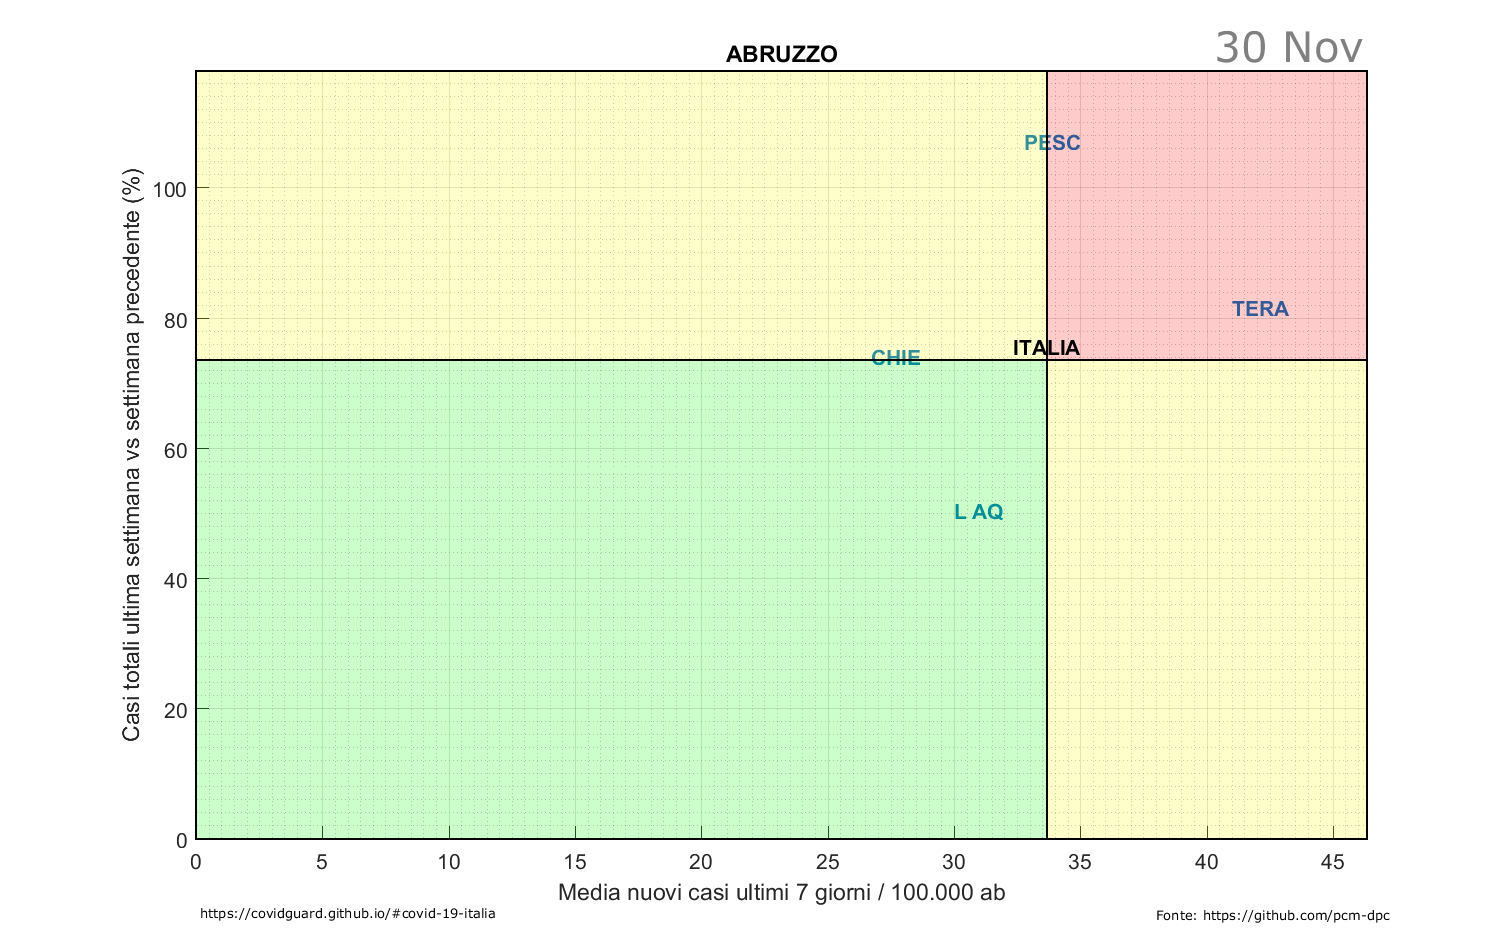 ABRUZZO
30 Nov
Casi totali ultima settimana vs settimana precedente (%)
100
80
60
40
20
0
PESC
TERA
ITALIA
CHIE
L AQ
0 5 10 15 20 25 30 35 40 45
Media nuovi casi ultimi 7 giorni / 100.000 ab
https://covidguard.github.io/#covid-19-italia
Fonte: https://github.com/pcm-dpc